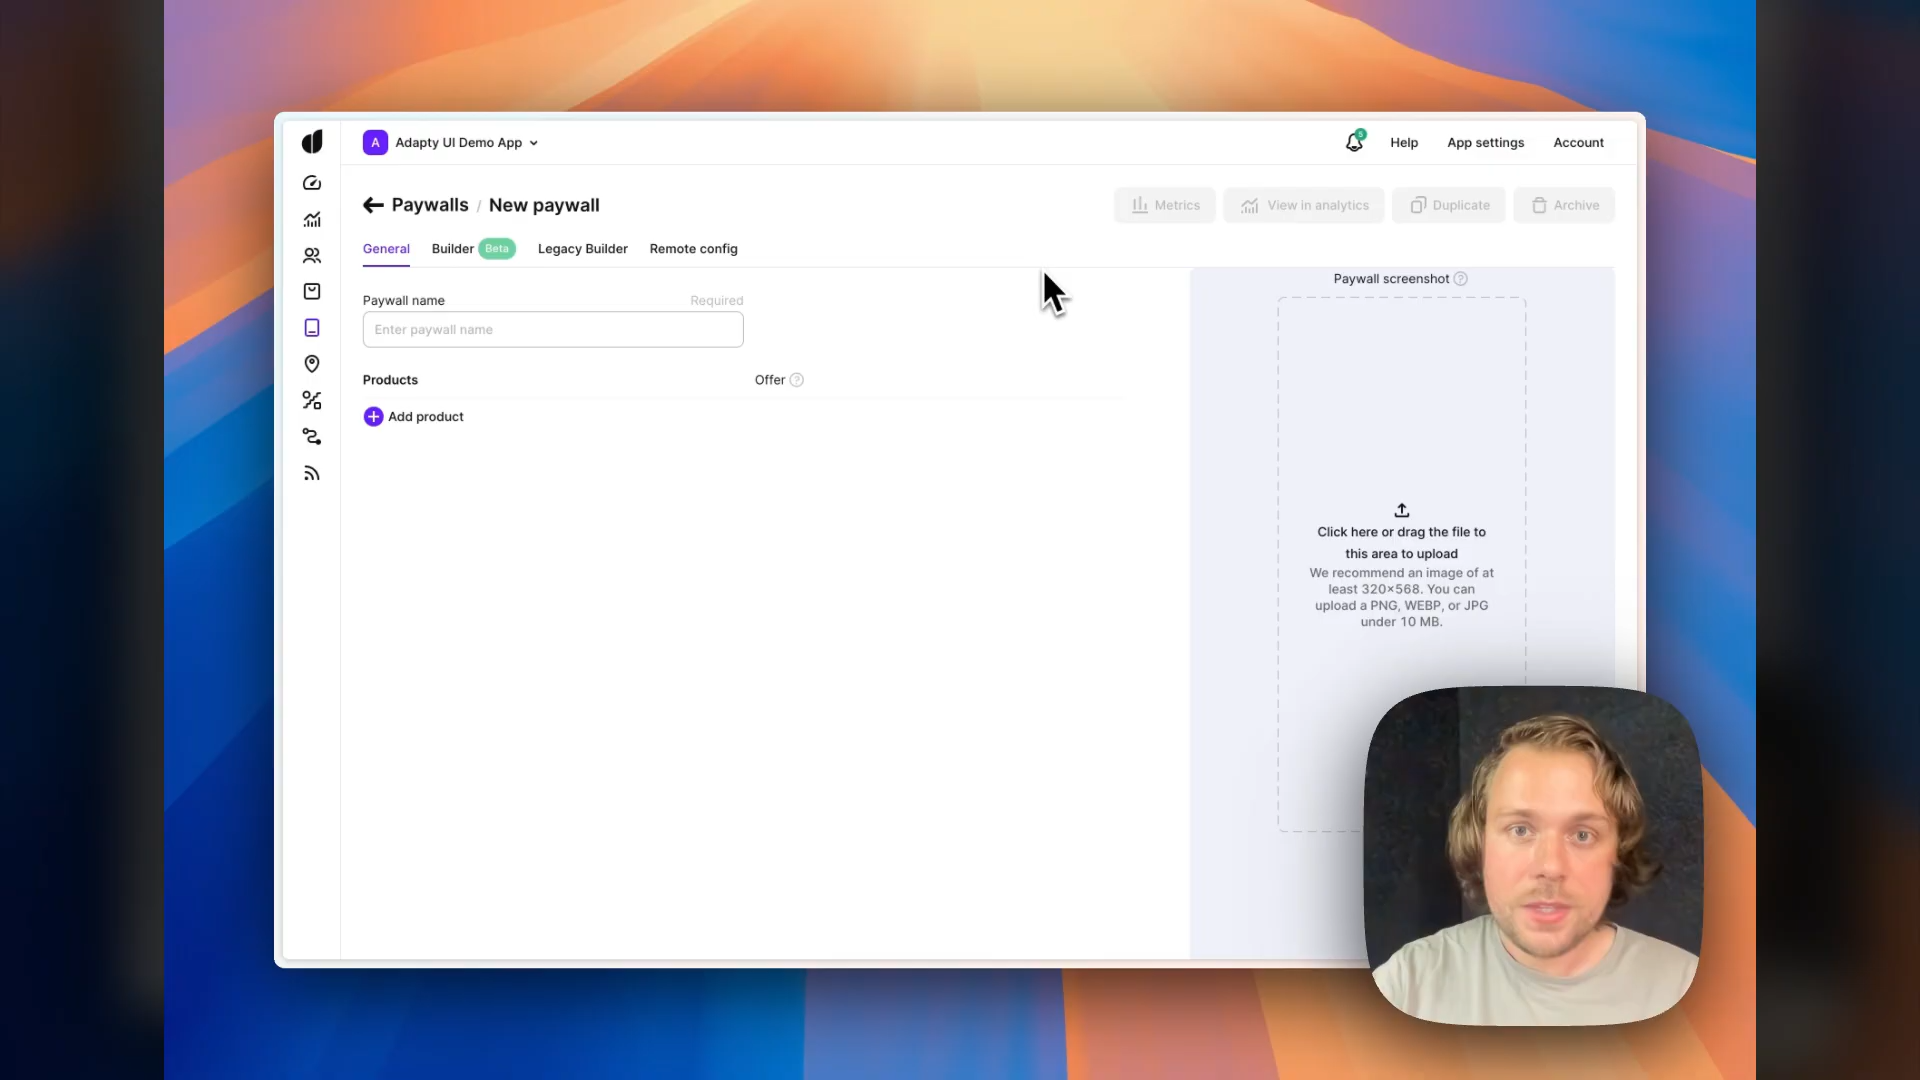 A Adapty UI Demo App
5
Help
App settings
Account
Paywalls / New paywall
Metrics
View in analytics
Duplicate
Archive
General
Builder Beta
Legacy Builder
Remote config
Paywall name
Required
Enter paywall name
Products
Offer ?
+ Add product
Paywall screenshot ?
Click here or drag the file to
this area to upload
We recommend an image of at
least 320×568. You can
upload a PNG, WEBP, or JPG
under 10 MB.